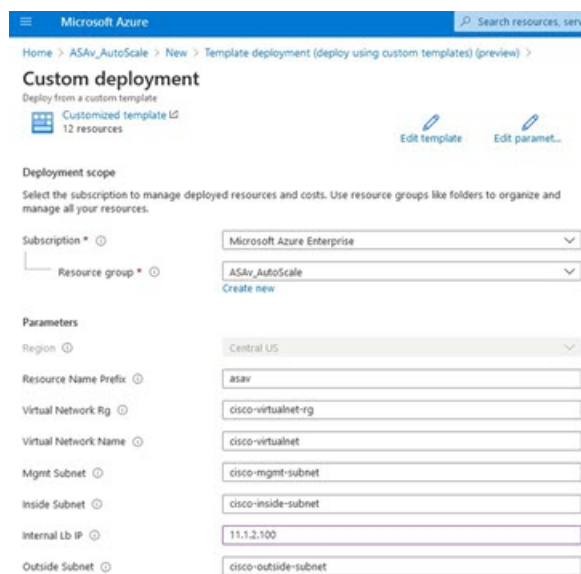 Microsoft Azure
Search resources, serv
Home > ASAv_AutoScale > New > Template deployment (deploy using custom templates) (preview) >
Custom deployment
Deploy from a custom template
Customized template
12 resources
Edit template
Edit paramet...
Deployment scope
Select the subscription to manage deployed resources and costs. Use resource groups like folders to organize and
manage all your resources.
Subscription * Microsoft Azure Enterprise
Resource group * ASAv_AutoScale
Create new
Parameters
Region Central US
Resource Name Prefix asav
Virtual Network Rg cisco-virtualnet-rg
Virtual Network Name cisco-virtualnet
Mgmt Subnet cisco-mgmt-subnet
Inside Subnet cisco-inside-subnet
Internal Lb IP 11.1.2.100
Outside Subnet cisco-outside-subnet